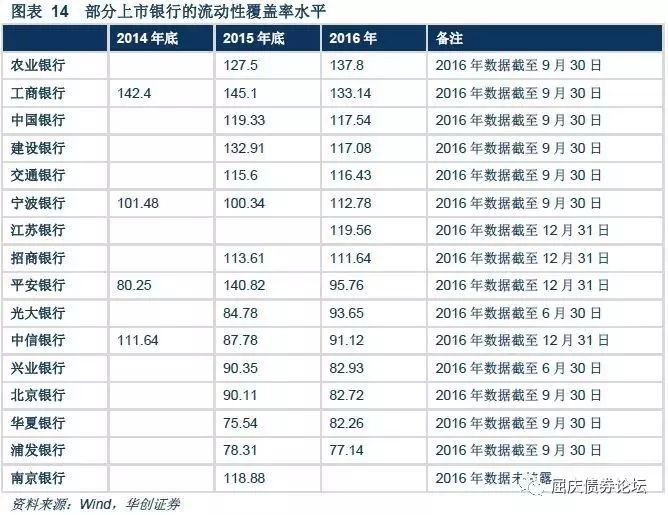 图表 14 部分上市银行的流动性覆盖率水平
2014 年底 2015 年底 2016 年 备注
农业银行 127.5 137.8 2016 年数据截至 9 月 30 日
工商银行 142.4 145.1 133.14 2016 年数据截至 9 月 30 日
中国银行 119.33 117.54 2016 年数据截至 9 月 30 日
建设银行 132.91 117.08 2016 年数据截至 9 月 30 日
交通银行 115.6 116.43 2016 年数据截至 9 月 30 日
宁波银行 101.48 100.34 112.78 2016 年数据截至 9 月 30 日
江苏银行 119.56 2016 年数据截至 12 月 31 日
招商银行 113.61 111.64 2016 年数据截至 12 月 31 日
平安银行 80.25 140.82 95.76 2016 年数据截至 12 月 31 日
光大银行 84.78 93.65 2016 年数据截至 6 月 30 日
中信银行 111.64 87.78 91.12 2016 年数据截至 12 月 31 日
兴业银行 90.35 82.93 2016 年数据截至 6 月 30 日
北京银行 90.11 82.72 2016 年数据截至 9 月 30 日
华夏银行 75.54 82.26 2016 年数据截至 9 月 30 日
浦发银行 78.31 77.14 2016 年数据截至 9 月 30 日
南京银行 118.88 2016 年数据未披露
资料来源：Wind，华创证券
屈庆债券论坛